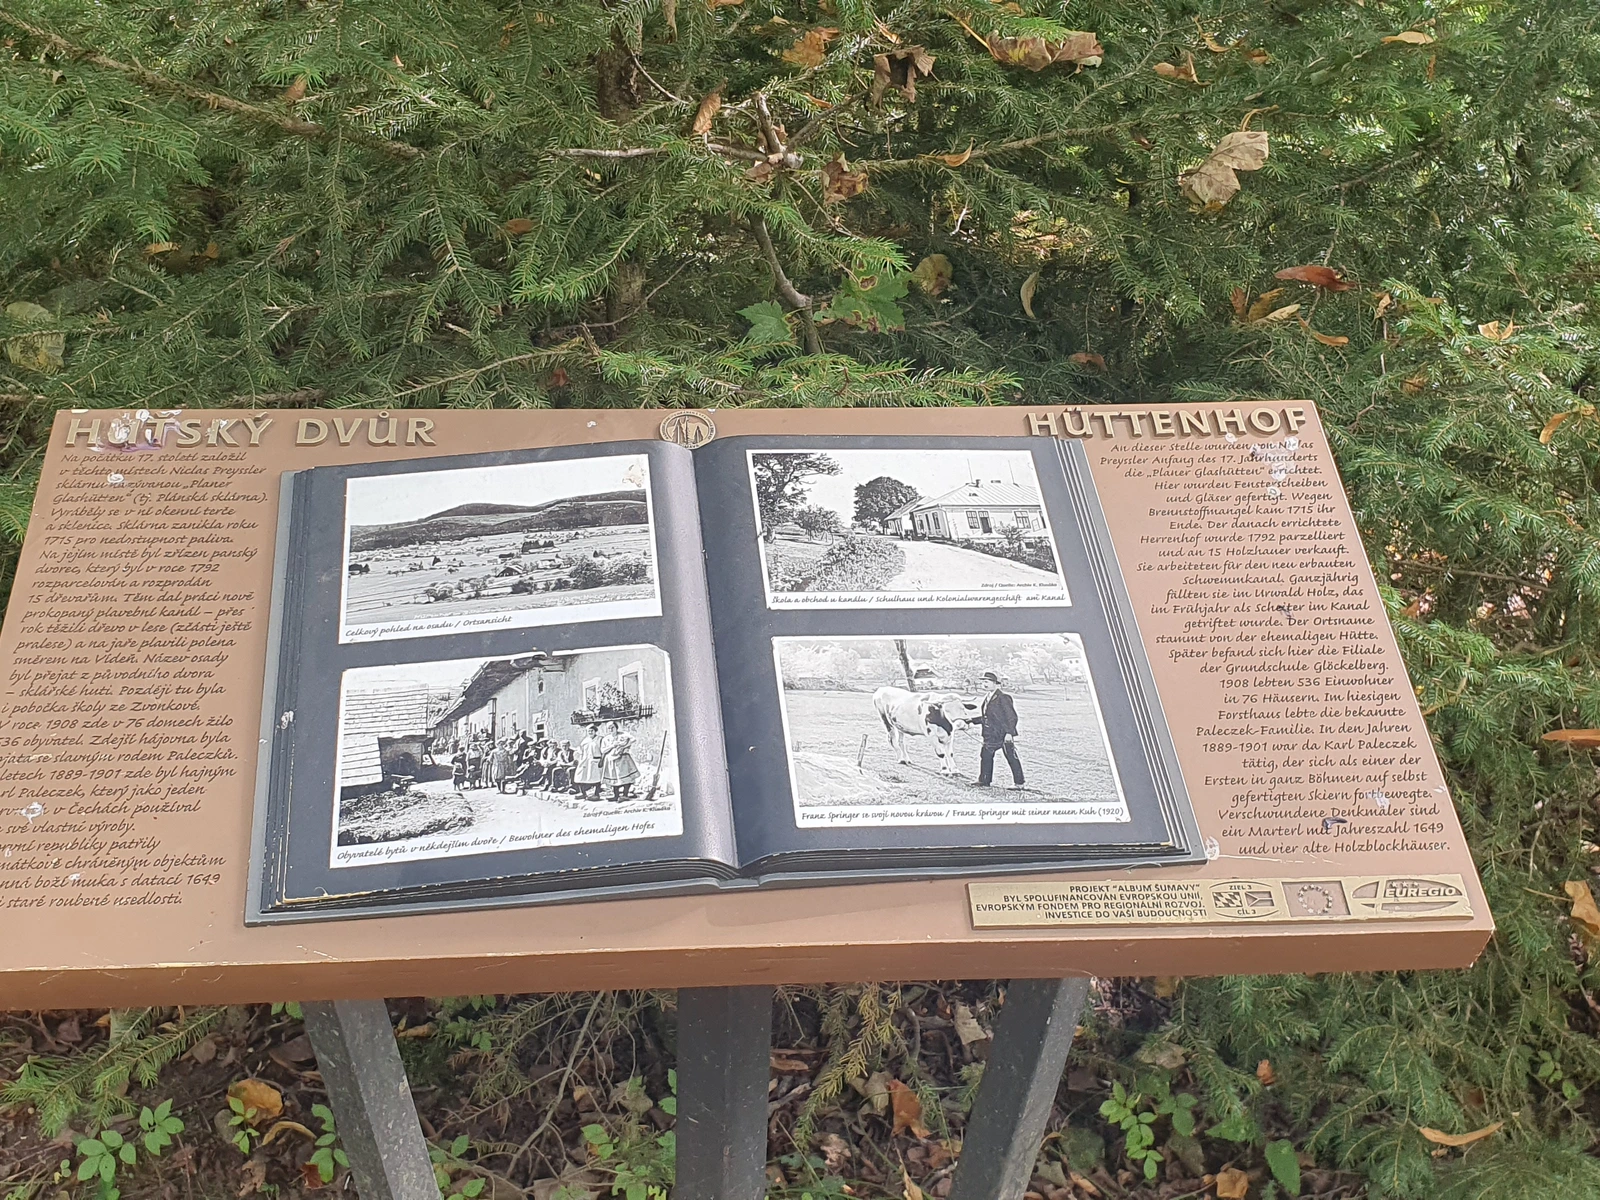 HUŤSKÝ DVŮR
Na počátku 17. století založil
v těchto místech Niclas Preyssler
sklárnu nazývanou „Planer
Glashütten" (tj. Plánská sklárna).
Vyráběly se v ní okenní terče
a sklenice. Sklárna zanikla roku
1715 pro nedostupnost paliva.
Na jejím místě byl zřízen panský
dvorec, který byl v roce 1792
rozparcelován a rozprodán
15 dřevařům. Těm dal práci nově
prokopaný plavební kanál – přes
rok těžili dřevo v lese (zčásti ještě
pralese) a na jaře plavili polena
směrem na Vídeň. Název osady
byl přejat z původního dvora
– sklářské huti. Později tu byla
i pobočka školy ze Zvonkové.
V roce 1908 zde v 76 domech žilo
536 obyvatel. Zdejší hájovna byla
se slavným rodem Paleczků.
letech 1889-1901 zde byl hajným
Karl Paleczek, který jako jeden
v Čechách používal
své vlastní výroby.
republiky patřily
chráněným objektům
boží muka s datací 1649
staré roubené usedlosti.
Celkový pohled na osadu / Ortsansicht
Zdroj / Quelle: Archiv K. Kloudka
Obyvatelé bytů v někdejším dvoře / Bewohner des ehemaligen Hofes
Zdroj / Quelle: Archiv K. Kloudka
Škola a obchod u kanálu / Schulhaus und Kolonialwarengeschäft am Kanal
Franz Springer se svojí novou krávou / Franz Springer mit seiner neuen Kuh (1920)
HÜTTENHOF
An dieser Stelle wurden von Niclas
Preyssler Anfang des 17. Jahrhunderts
die „Planer Glashütten" errichtet.
Hier wurden Fensterscheiben
und Gläser gefertigt. Wegen
Brennstoffmangel kam 1715 ihr
Ende. Der danach errichtete
Herrenhof wurde 1792 parzelliert
und an 15 Holzhauer verkauft.
Sie arbeiteten für den neu erbauten
Schwemmkanal. Ganzjährig
fällten sie im Urwald Holz, das
im Frühjahr als Scheiter im Kanal
getriftet wurde. Der Ortsname
stammt von der ehemaligen Hütte.
Später befand sich hier die Filiale
der Grundschule Glöckelberg.
1908 lebten 536 Einwohner
in 76 Häusern. Im hiesigen
Forsthaus lebte die bekannte
Paleczek-Familie. In den Jahren
1889-1901 war da Karl Paleczek
tätig, der sich als einer der
Ersten in ganz Böhmen auf selbst
gefertigten Skiern fortbewegte.
Verschwundene Denkmäler sind
ein Marterl mit Jahreszahl 1649
und vier alte Holzblockhäuser.
PROJEKT "ALBUM ŠUMAVY"
BYL SPOLUFINANCOVÁN EVROPSKOU UNIÍ,
EVROPSKÝM FONDEM PRO REGIONÁLNÍ ROZVOJ.
INVESTICE DO VAŠÍ BUDOUCNOSTI
ZIEL 3
CÍL 3
EUREGIO